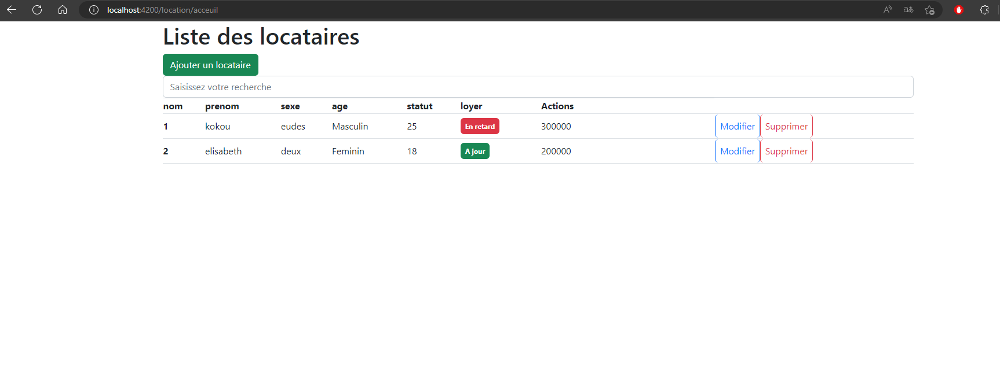 localhost:4200/location/acceuil
Liste des locataires
Ajouter un locataire
Saisissez votre recherche
nom prenom sexe age statut loyer Actions
1 kokou eudes Masculin 25 En retard 300000 Modifier Supprimer
2 elisabeth deux Feminin 18 A jour 200000 Modifier Supprimer